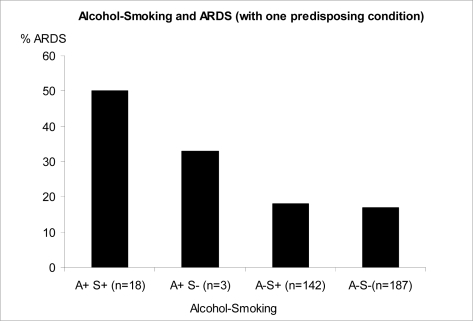 Alcohol-Smoking and ARDS (with one predisposing condition)
% ARDS
60
50
40
30
20
10
0
A+ S+ (n=18) A+ S- (n=3) A-S+ (n=142) A-S-(n=187)
Alcohol-Smoking